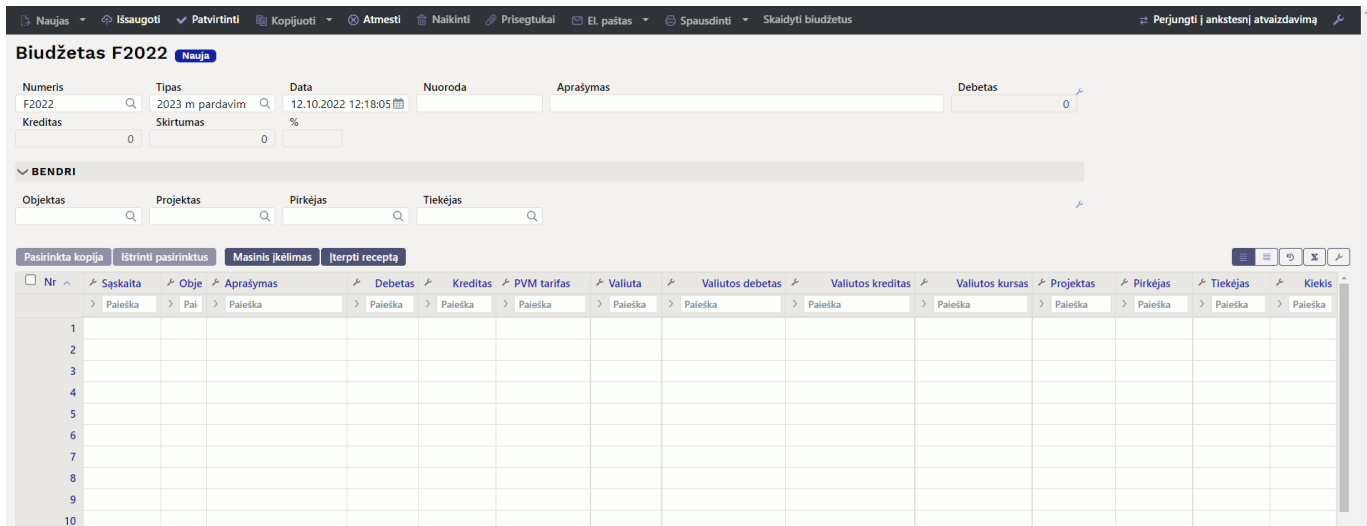 Naujas Išsaugoti Patvirtinti Kopijuoti Atmesti Naikinti Prisegtukai El. paštas Spausdinti Skaidyti biudžetus Perjungti į ankstesnį atvaizdavimą
Biudžetas F2022 Nauja
Numeris Tipas Data Nuoroda Aprašymas Debetas
F2022 2023 m pardavim 12.10.2022 12:18:05 0
Kreditas Skirtumas %
0 0
BENDRI
Objektas Projektas Pirkėjas Tiekėjas
Pasirinkta kopija Ištrinti pasirinktus Masinis įkėlimas Įterpti receptą
Nr Sąskaita Obje Aprašymas Debetas Kreditas PVM tarifas Valiuta Valiutos debetas Valiutos kreditas Valiutos kursas Projektas Pirkėjas Tiekėjas Kiekis
Paieška Pai Paieška Paieška Paieška Paieška Paieška Paieška Paieška Paieška Paieška Paieška Paieška Paieška
1
2
3
4
5
6
7
8
9
10